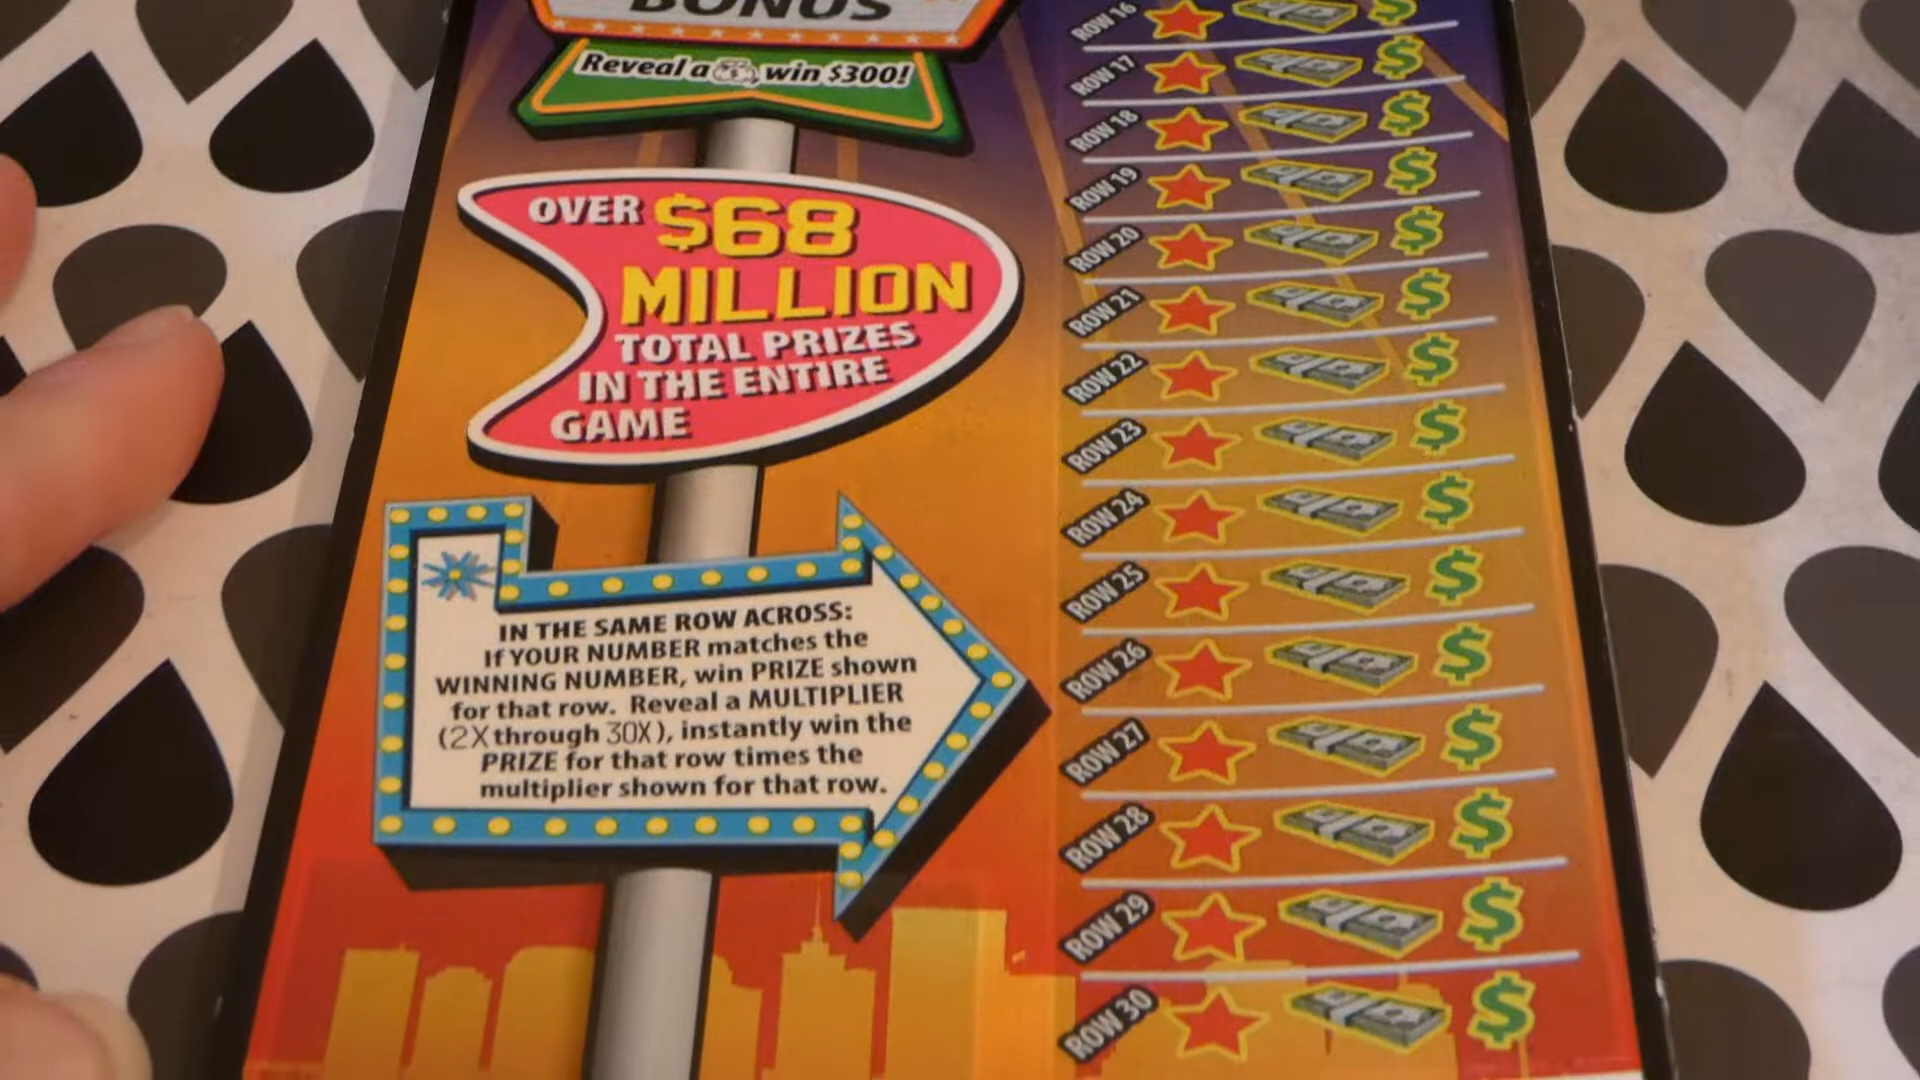 BONUS
Reveal a win $300!
OVER $68
MILLION
TOTAL PRIZES
IN THE ENTIRE
GAME
IN THE SAME ROW ACROSS:
If YOUR NUMBER matches the
WINNING NUMBER, win PRIZE shown
for that row. Reveal a MULTIPLIER
(2X through 30X), instantly win the
PRIZE for that row times the
multiplier shown for that row.
ROW 16 $
ROW 17 $
ROW 18 $
ROW 19 $
ROW 20 $
ROW 21 $
ROW 22 $
ROW 23 $
ROW 24 $
ROW 25 $
ROW 26 $
ROW 27 $
ROW 28 $
ROW 29 $
ROW 30 $